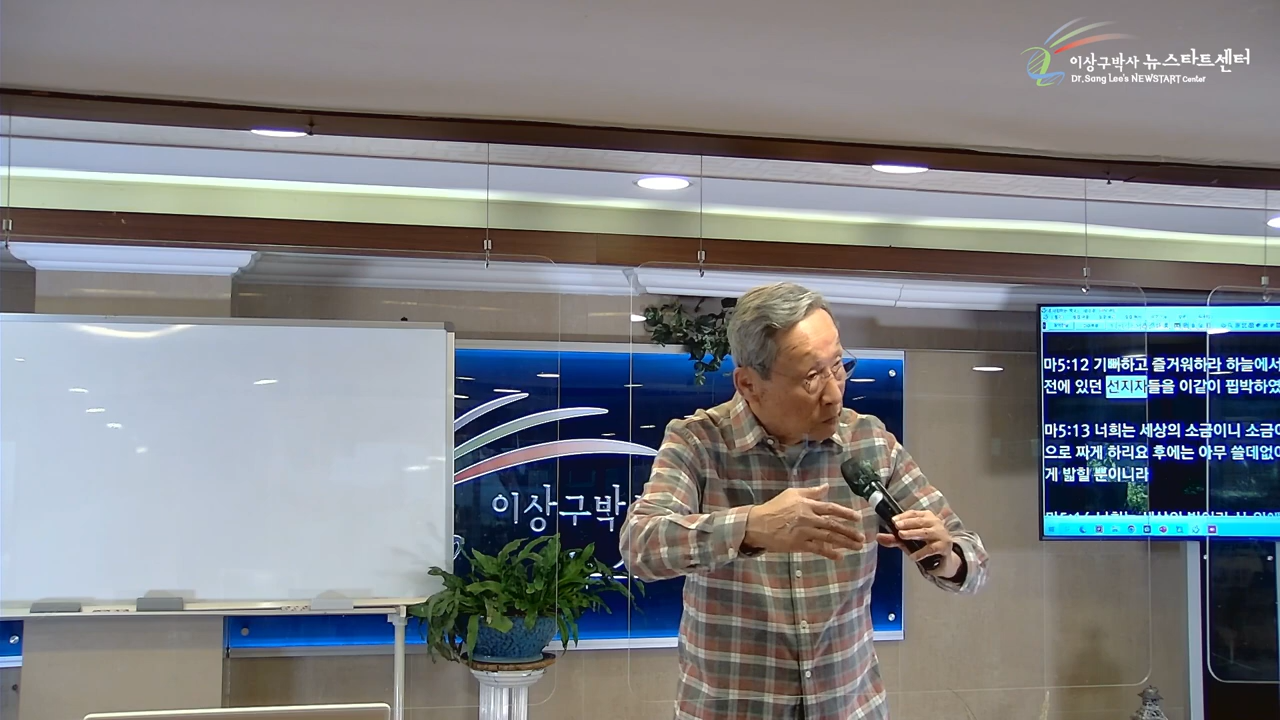 이상구박사 뉴스타트센터
Dr. Sang Lee's NEWSTART Center
이상구박
마5:12 기뻐하고 즐거워하라 하늘에서
전에 있던 선지자들을 이같이 핍박하였
마5:13 너희는 세상의 소금이니 소금이
으로 짜게 하리요 후에는 아무 쓸데없이
게 밟힐 뿐이니라